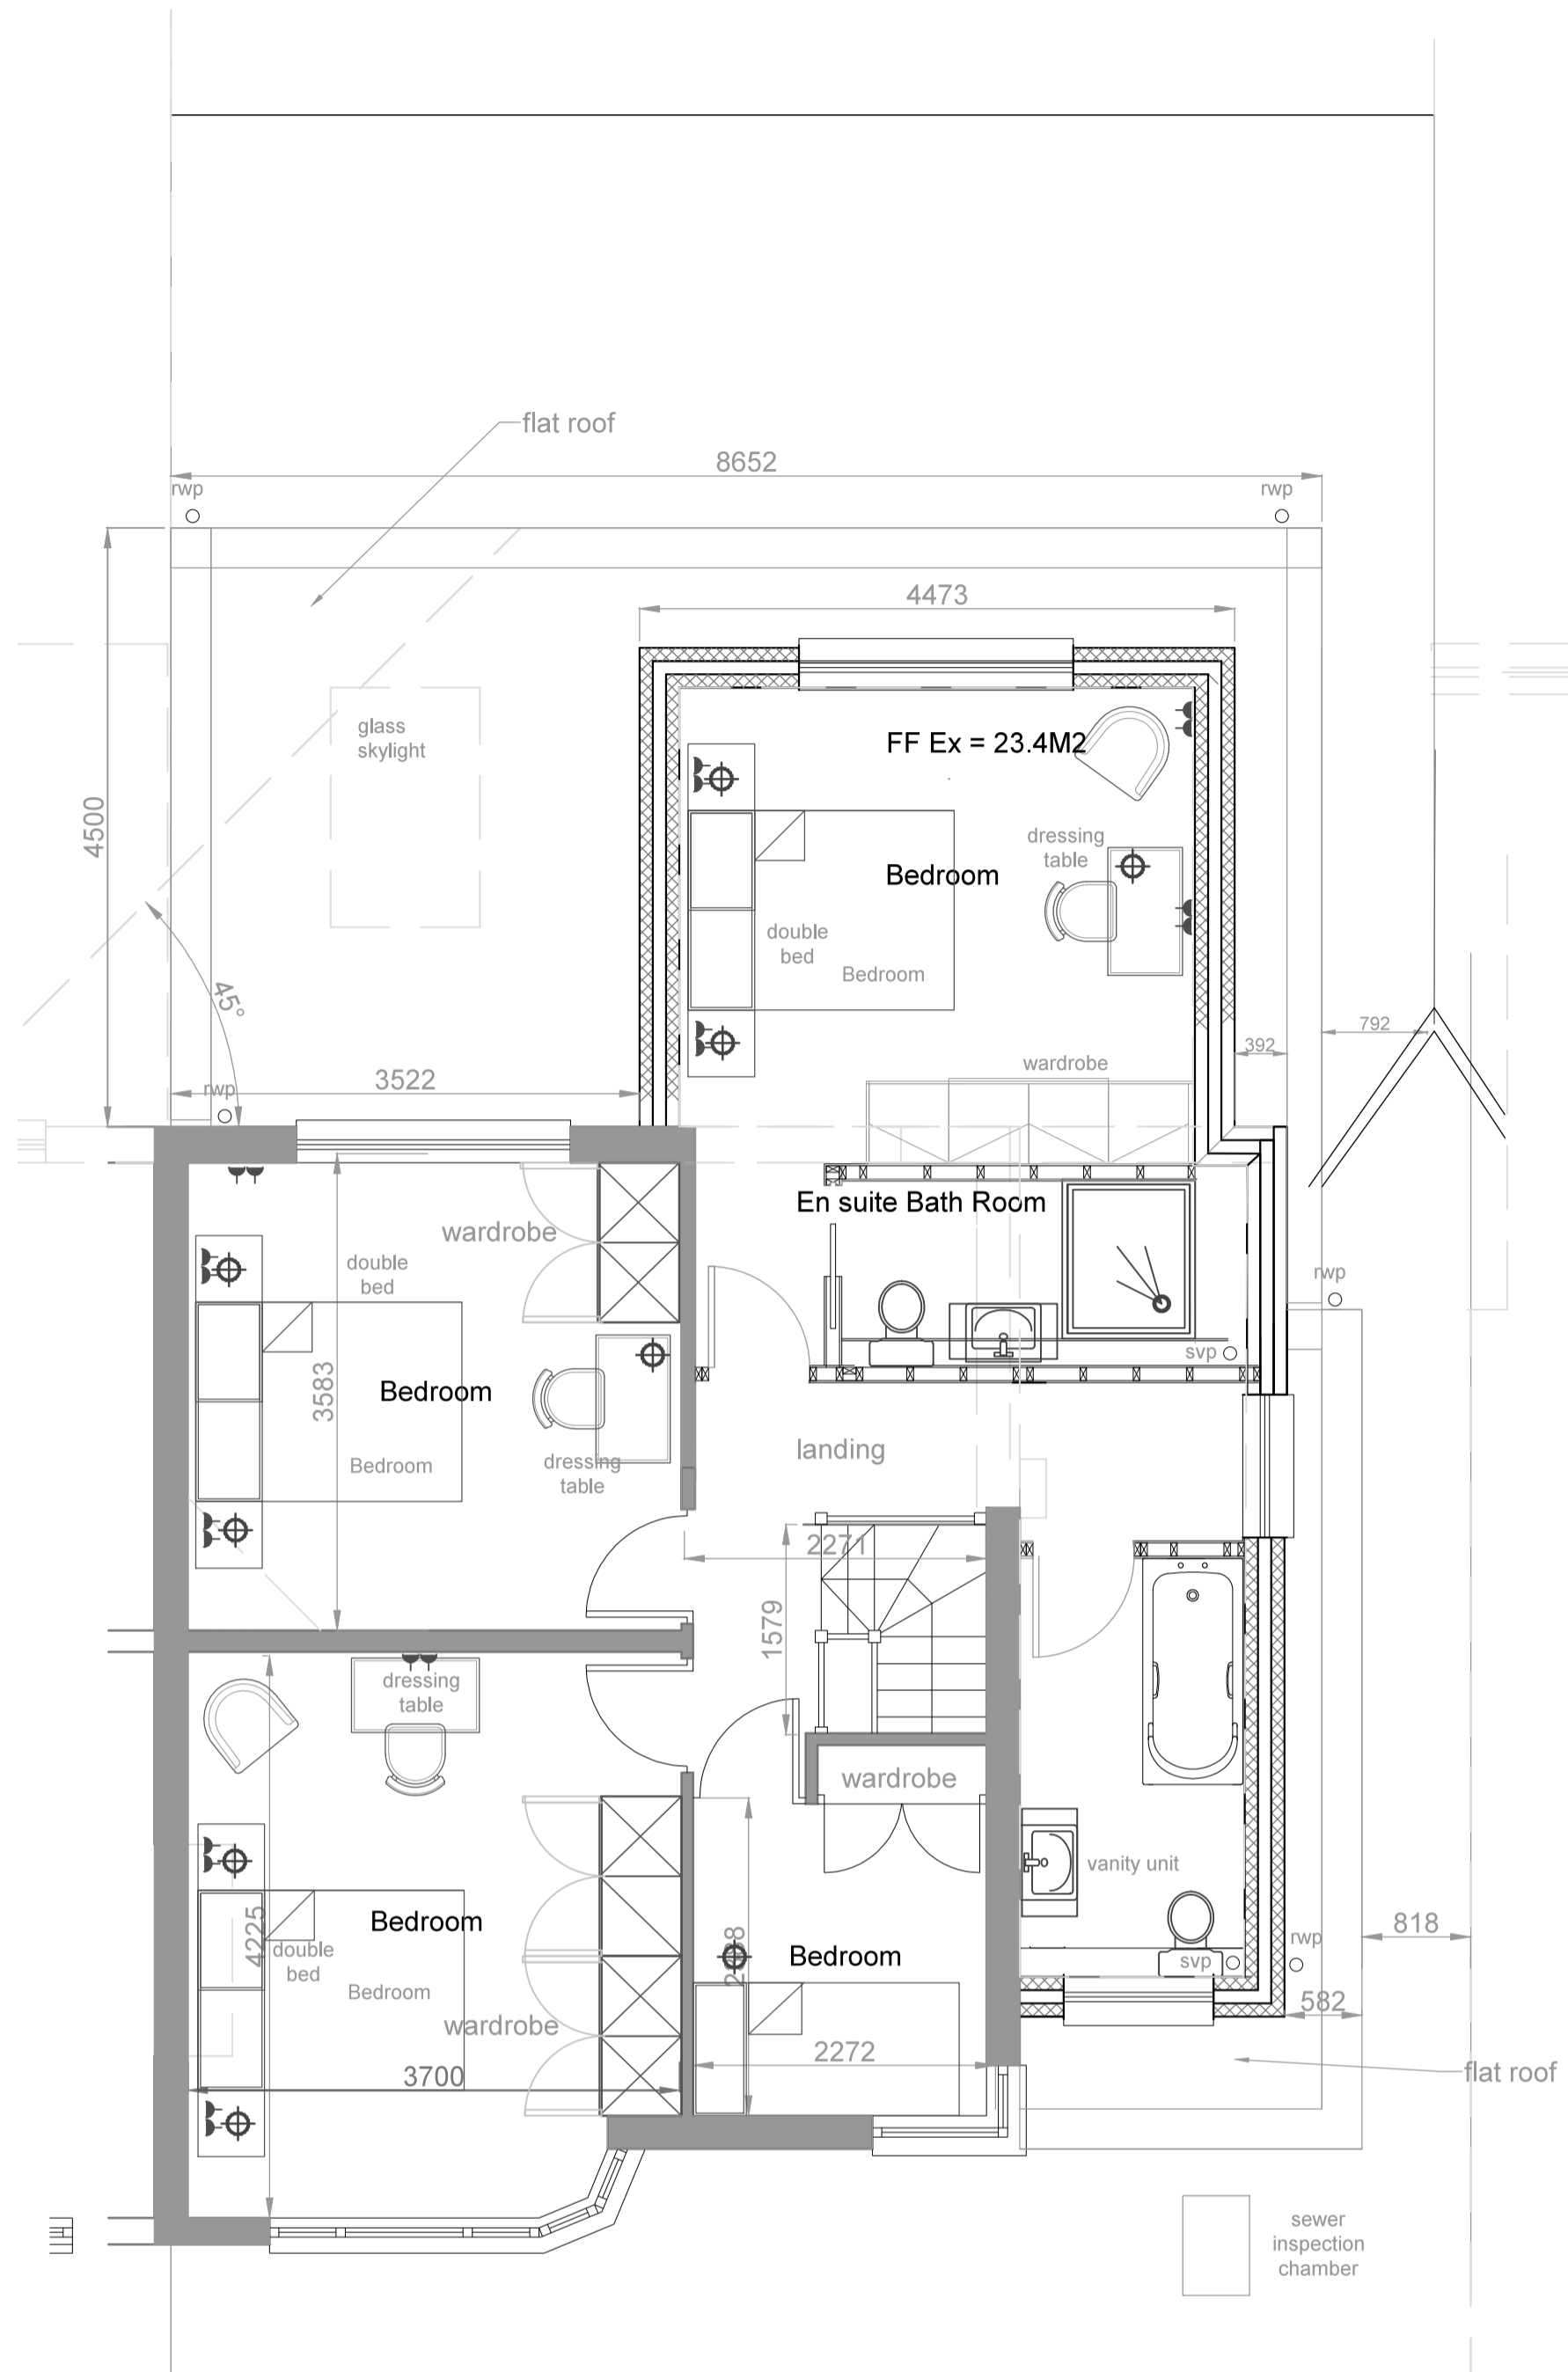 flat roof
8652
rwp
rwp
4473
glass
skylight
FF Ex = 23.4M2
4500
dressing
table
Bedroom
double
bed
Bedroom
45°
792
392
wardrobe
3522
rwp
En suite Bath Room
wardrobe
double
bed
rwp
svp
3583
Bedroom
landing
Bedroom
dressing
table
2271
1579
dressing
table
wardrobe
vanity unit
4225
Bedroom
double
bed
Bedroom
818
rwp
Bedroom
svp
582
wardrobe
2272
3700
flat roof
sewer
inspection
chamber